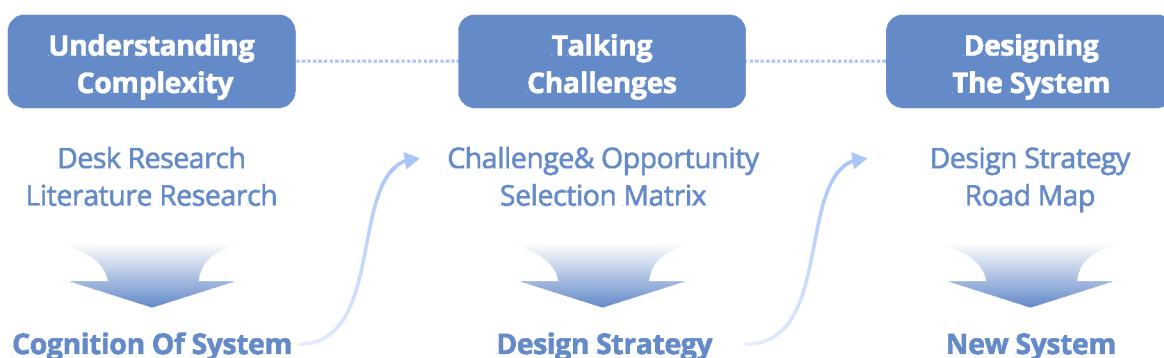 Understanding
Complexity
Desk Research
Literature Research
Cognition Of System
Talking
Challenges
Challenge& Opportunity
Selection Matrix
Design Strategy
Designing
The System
Design Strategy
Road Map
New System